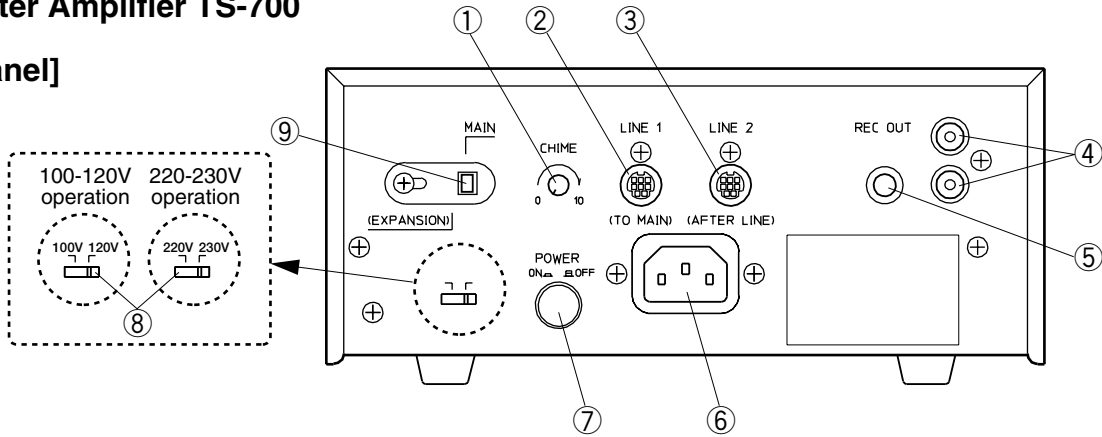 Amplifier TS-700
①
②
③
MAIN
⑨
CHIME
0 10
LINE 1
LINE 2
REC OUT
④
⑤
(EXPANSION)
(TO MAIN)
(AFTER LINE)
POWER
ON OFF
100-120V
operation
220-230V
operation
100V 120V
220V 230V
⑧
⑦
⑥